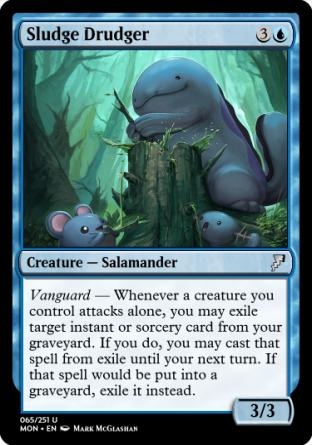 Sludge Drudger 3
Creature — Salamander
Vanguard — Whenever a creature you
control attacks alone, you may exile
target instant or sorcery card from your
graveyard. If you do, you may cast that
spell from exile until your next turn. If
that spell would be put into a
graveyard, exile it instead.
3/3
065/251 U
MON • EN Mark McGlashan